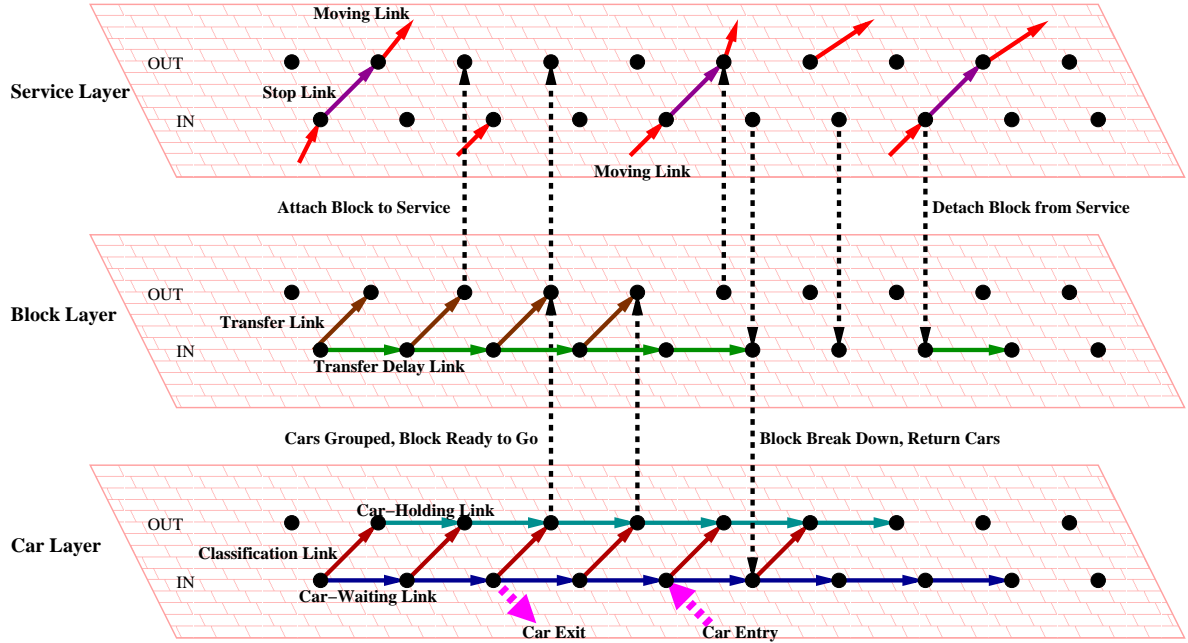 Moving Link
OUT
Service Layer
Stop Link
IN
Moving Link
Attach Block to Service
Detach Block from Service
OUT
Block Layer
Transfer Link
IN
Transfer Delay Link
Cars Grouped, Block Ready to Go
Block Break Down, Return Cars
Car–Holding Link
OUT
Car Layer
Classification Link
IN
Car–Waiting Link
Car Exit
Car Entry